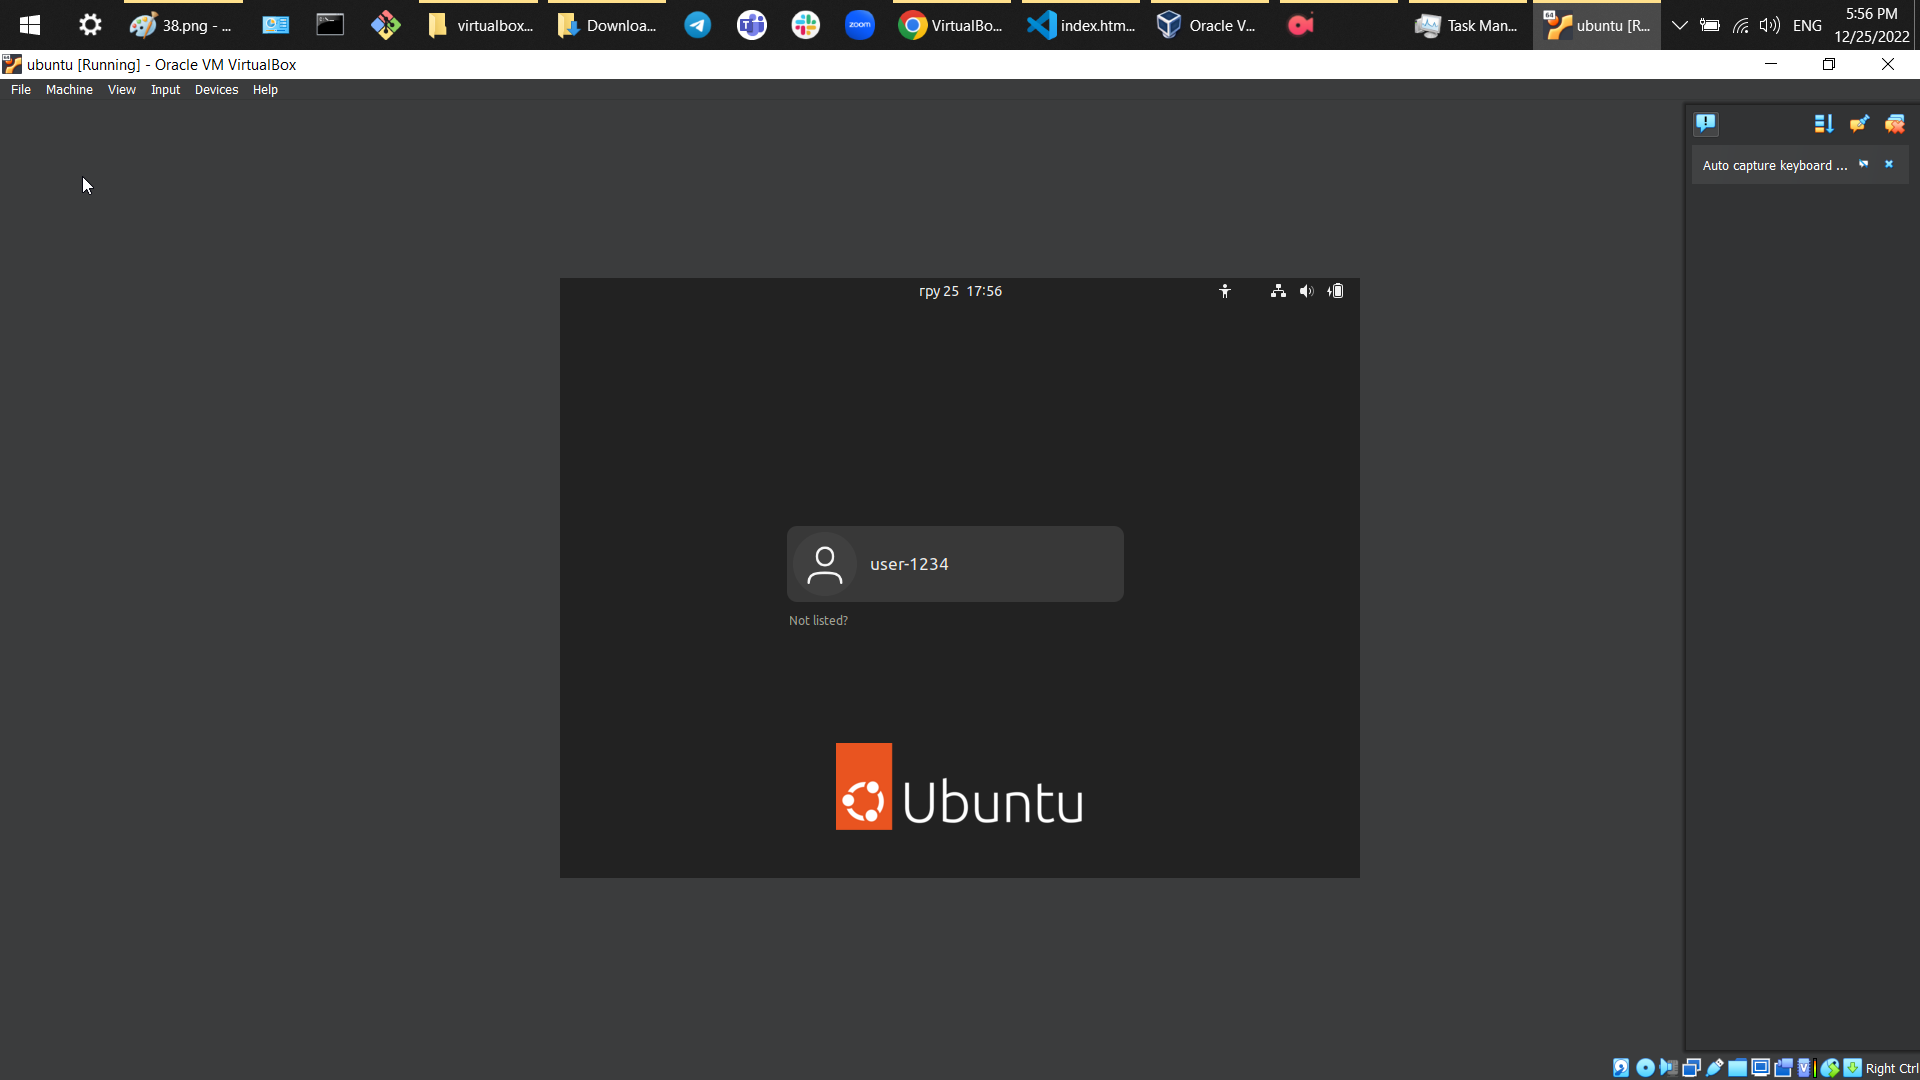 38.png - ...
virtualbox...
Downloa...
zoom
VirtualBo...
index.htm...
Oracle V...
Task Man...
64
ubuntu [R...
ENG
5:56 PM
12/25/2022
ubuntu [Running] - Oracle VM VirtualBox
File Machine View Input Devices Help
Auto capture keyboard ...
гру 25 17:56
user-1234
Not listed?
Ubuntu
Right Ctrl